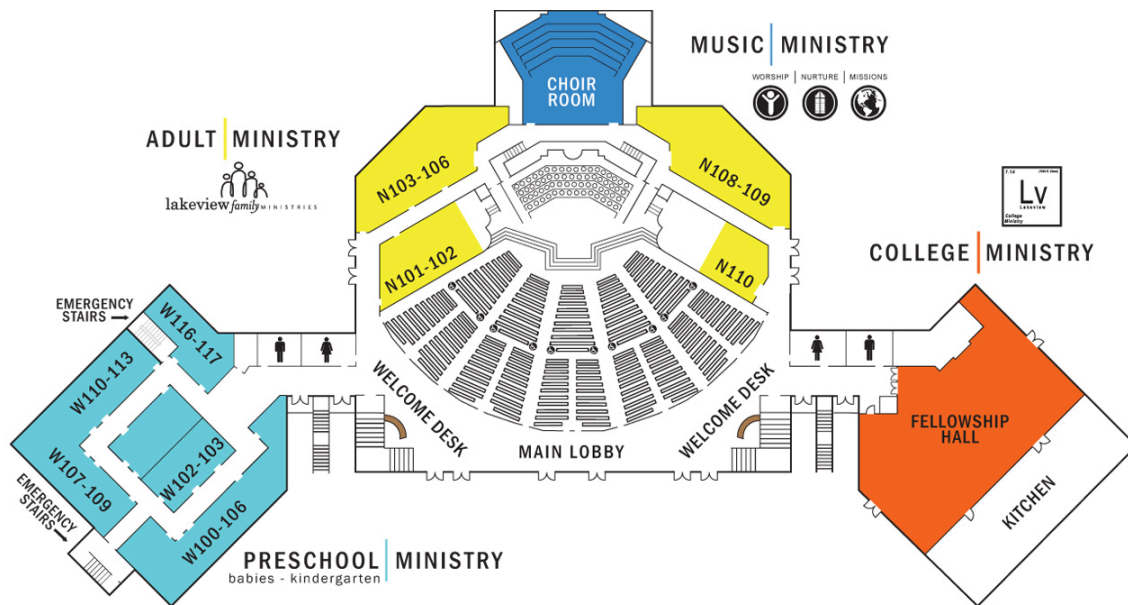 MUSIC MINISTRY
WORSHIP | NURTURE | MISSIONS
CHOIR
ROOM
ADULT MINISTRY
lakeview family MINISTRIES
N103-106
N108-109
N101-102
N110
Lv
Lakeview
College
Ministry
COLLEGE MINISTRY
EMERGENCY
STAIRS
W116-117
W110-113
W107-109
W102-103
W100-106
EMERGENCY
STAIRS
WELCOME DESK
MAIN LOBBY
WELCOME DESK
FELLOWSHIP
HALL
KITCHEN
PRESCHOOL MINISTRY
babies - kindergarten